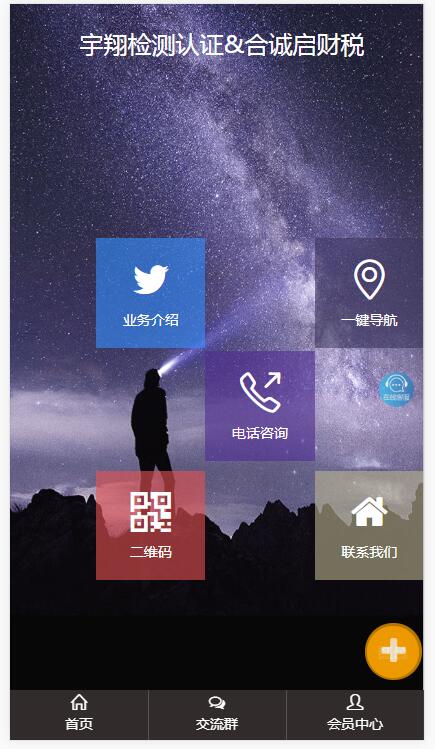 宇翔检测认证&合诚启财税
业务介绍
一键导航
电话咨询
在线客服
二维码
联系我们
首页
交流群
会员中心